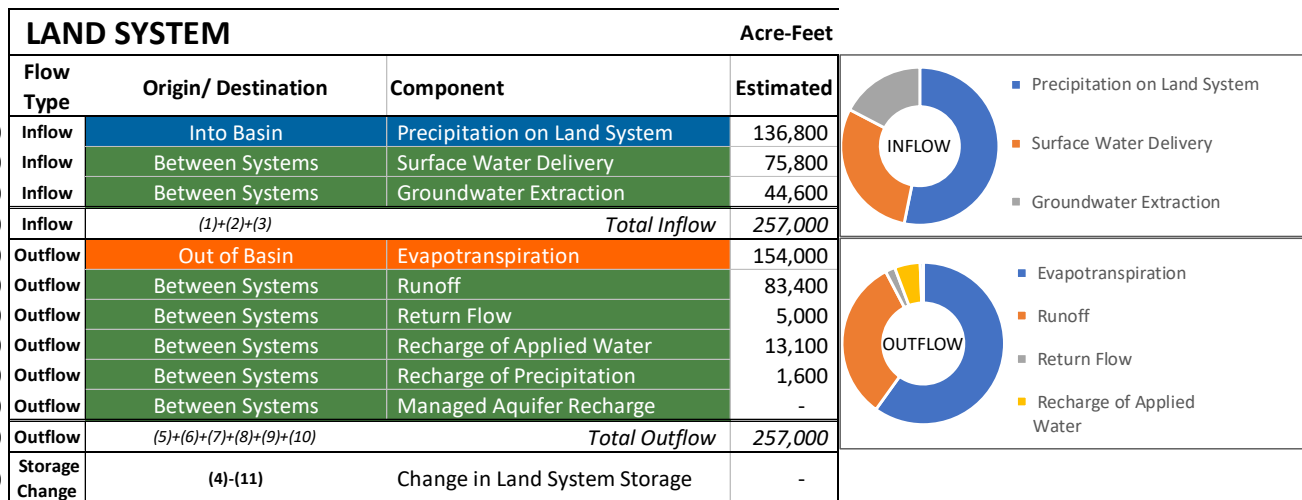 LAND SYSTEM Acre-Feet
Flow Type Origin/ Destination Component Estimated
Inflow Into Basin Precipitation on Land System 136,800
Inflow Between Systems Surface Water Delivery 75,800
Inflow Between Systems Groundwater Extraction 44,600
Inflow (1)+(2)+(3) Total Inflow 257,000
Outflow Out of Basin Evapotranspiration 154,000
Outflow Between Systems Runoff 83,400
Outflow Between Systems Return Flow 5,000
Outflow Between Systems Recharge of Applied Water 13,100
Outflow Between Systems Recharge of Precipitation 1,600
Outflow Between Systems Managed Aquifer Recharge -
Outflow (5)+(6)+(7)+(8)+(9)+(10) Total Outflow 257,000
Storage Change (4)-(11) Change in Land System Storage -
INFLOW
Precipitation on Land System
Surface Water Delivery
Groundwater Extraction
OUTFLOW
Evapotranspiration
Runoff
Return Flow
Recharge of Applied
Water